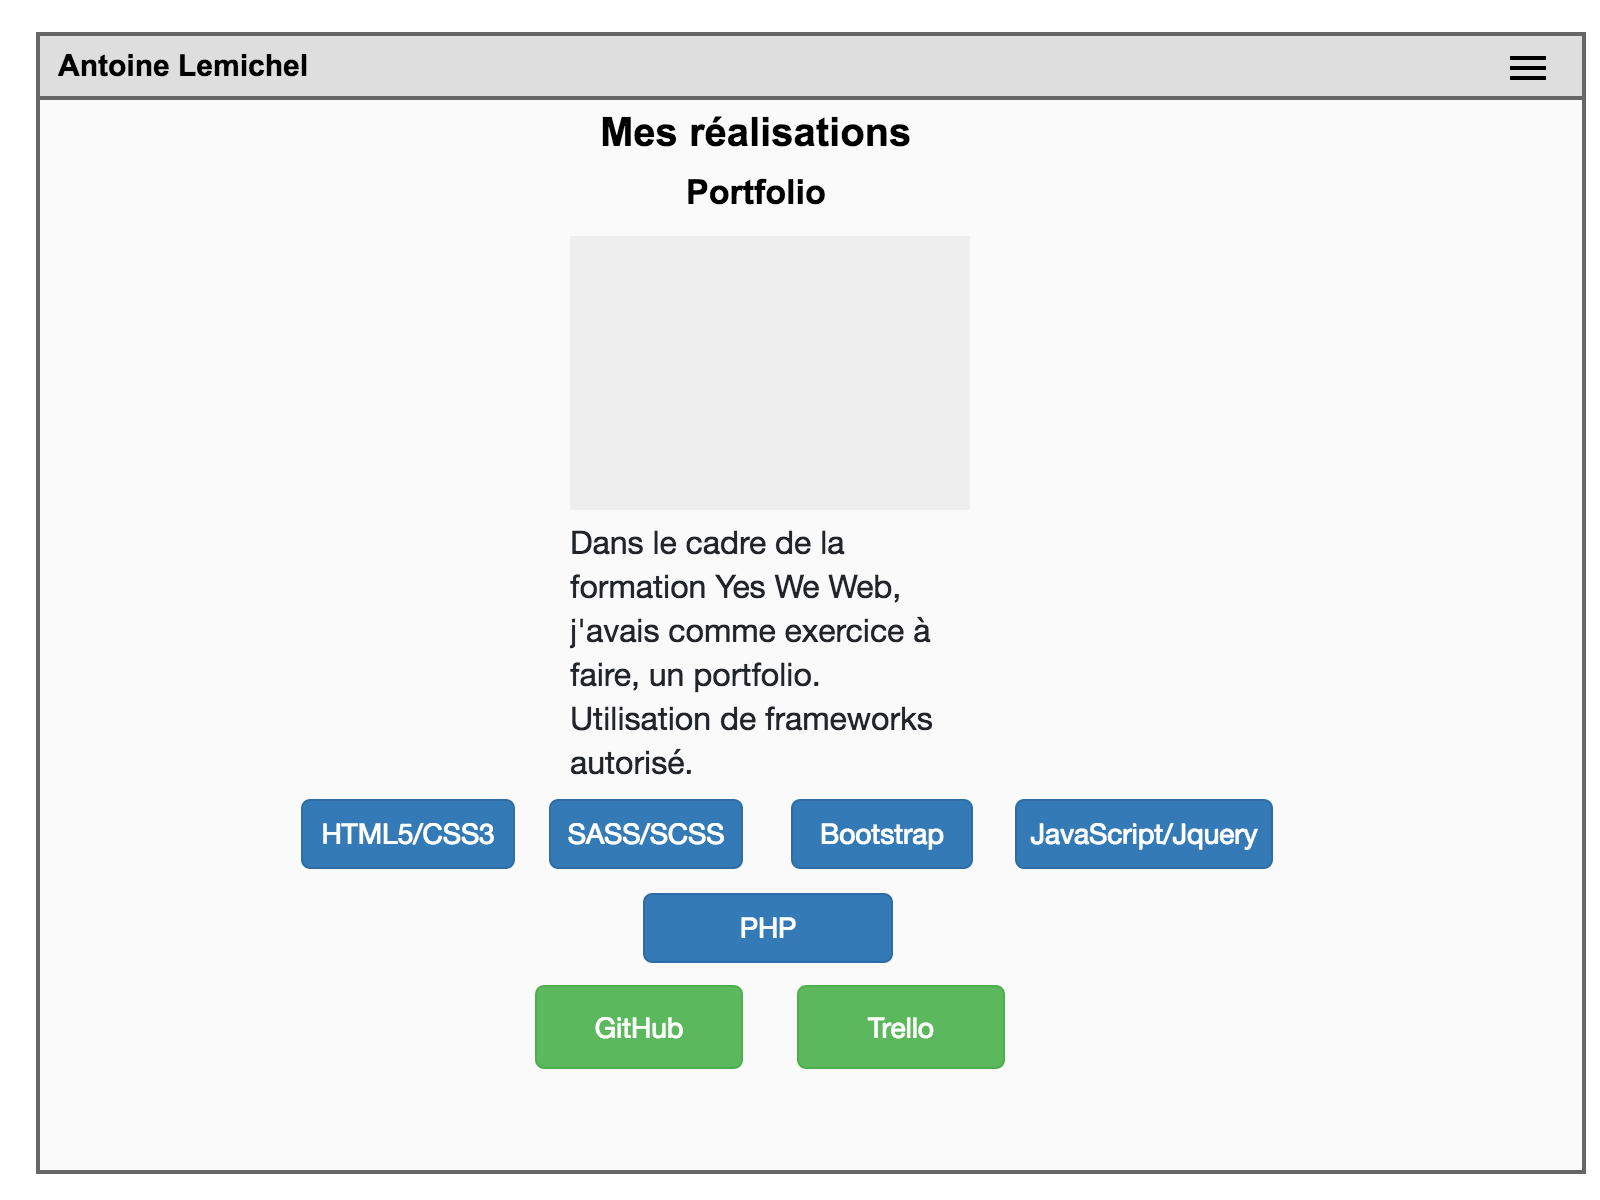 Antoine Lemichel
Mes réalisations
Portfolio
Dans le cadre de la
formation Yes We Web,
j'avais comme exercice à
faire, un portfolio.
Utilisation de frameworks
autorisé.
HTML5/CSS3 SASS/SCSS Bootstrap JavaScript/Jquery
PHP
GitHub Trello